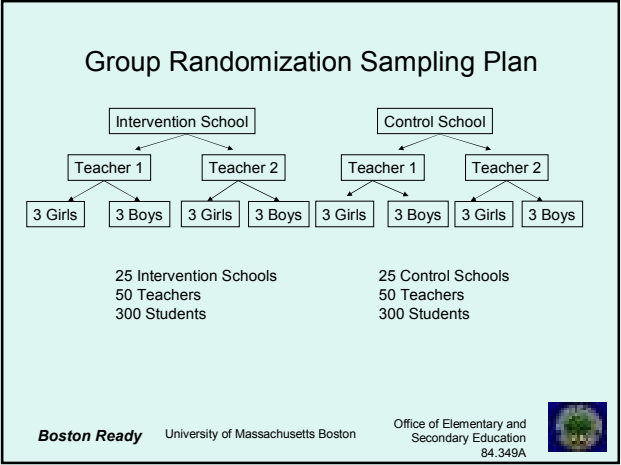 Group Randomization Sampling Plan
Intervention School
Control School
Teacher 1
Teacher 2
Teacher 1
Teacher 2
3 Girls
3 Boys
3 Girls
3 Boys
3 Girls
3 Boys
3 Girls
3 Boys
25 Intervention Schools
50 Teachers
300 Students
25 Control Schools
50 Teachers
300 Students
Boston Ready
University of Massachusetts Boston
Office of Elementary and
Secondary Education
84.349A